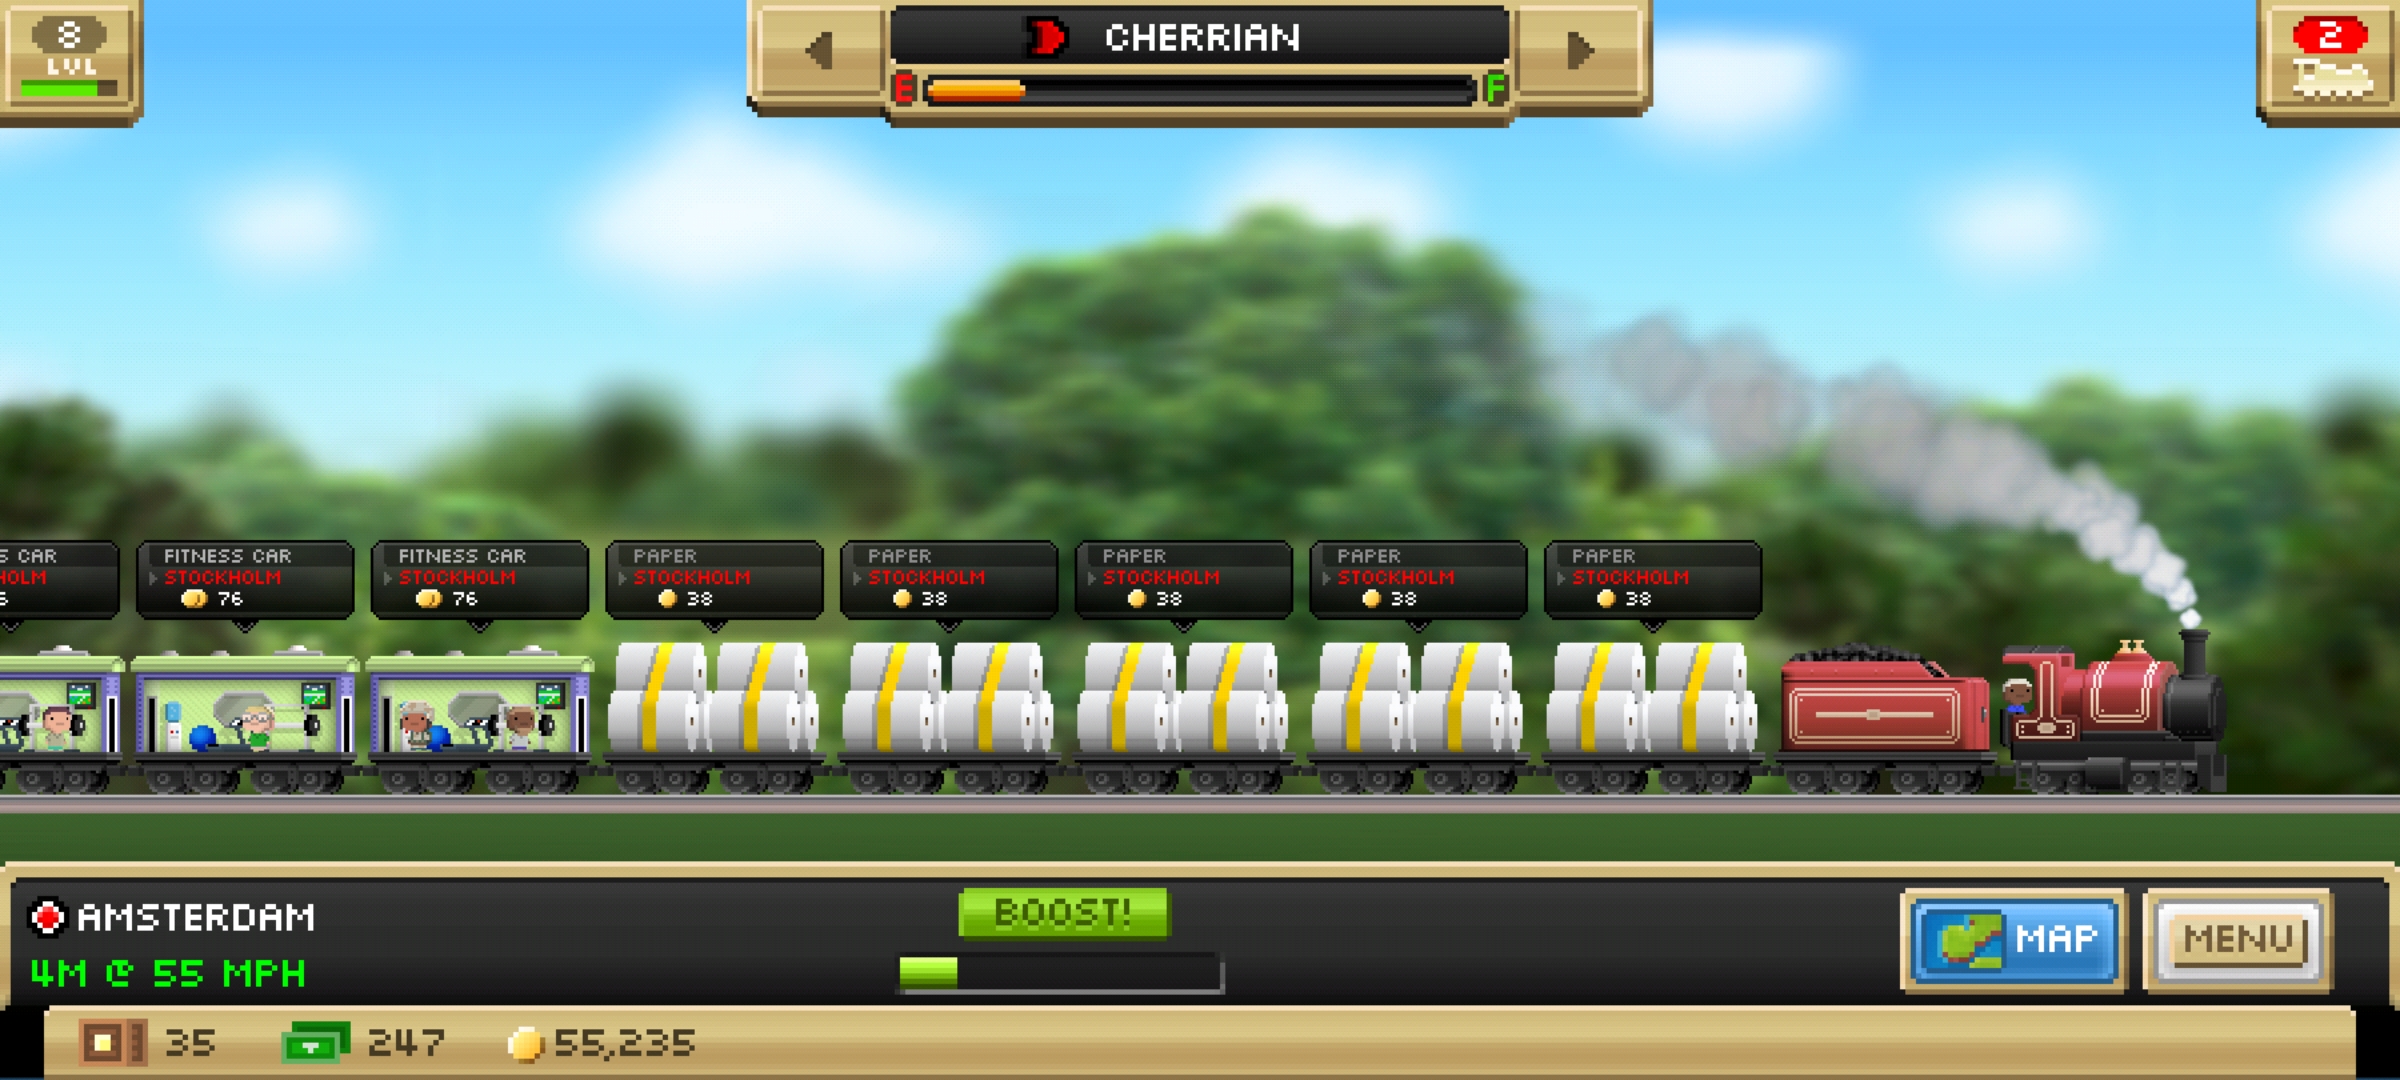 8
LVL
CHERRIAN
E F
2
S CAR
HOLM
FITNESS CAR
STOCKHOLM
76
FITNESS CAR
STOCKHOLM
76
PAPER
STOCKHOLM
38
PAPER
STOCKHOLM
38
PAPER
STOCKHOLM
38
PAPER
STOCKHOLM
38
PAPER
STOCKHOLM
38
AMSTERDAM
4M @ 55 MPH
BOOST!
MAP
MENU
35
247
55,235